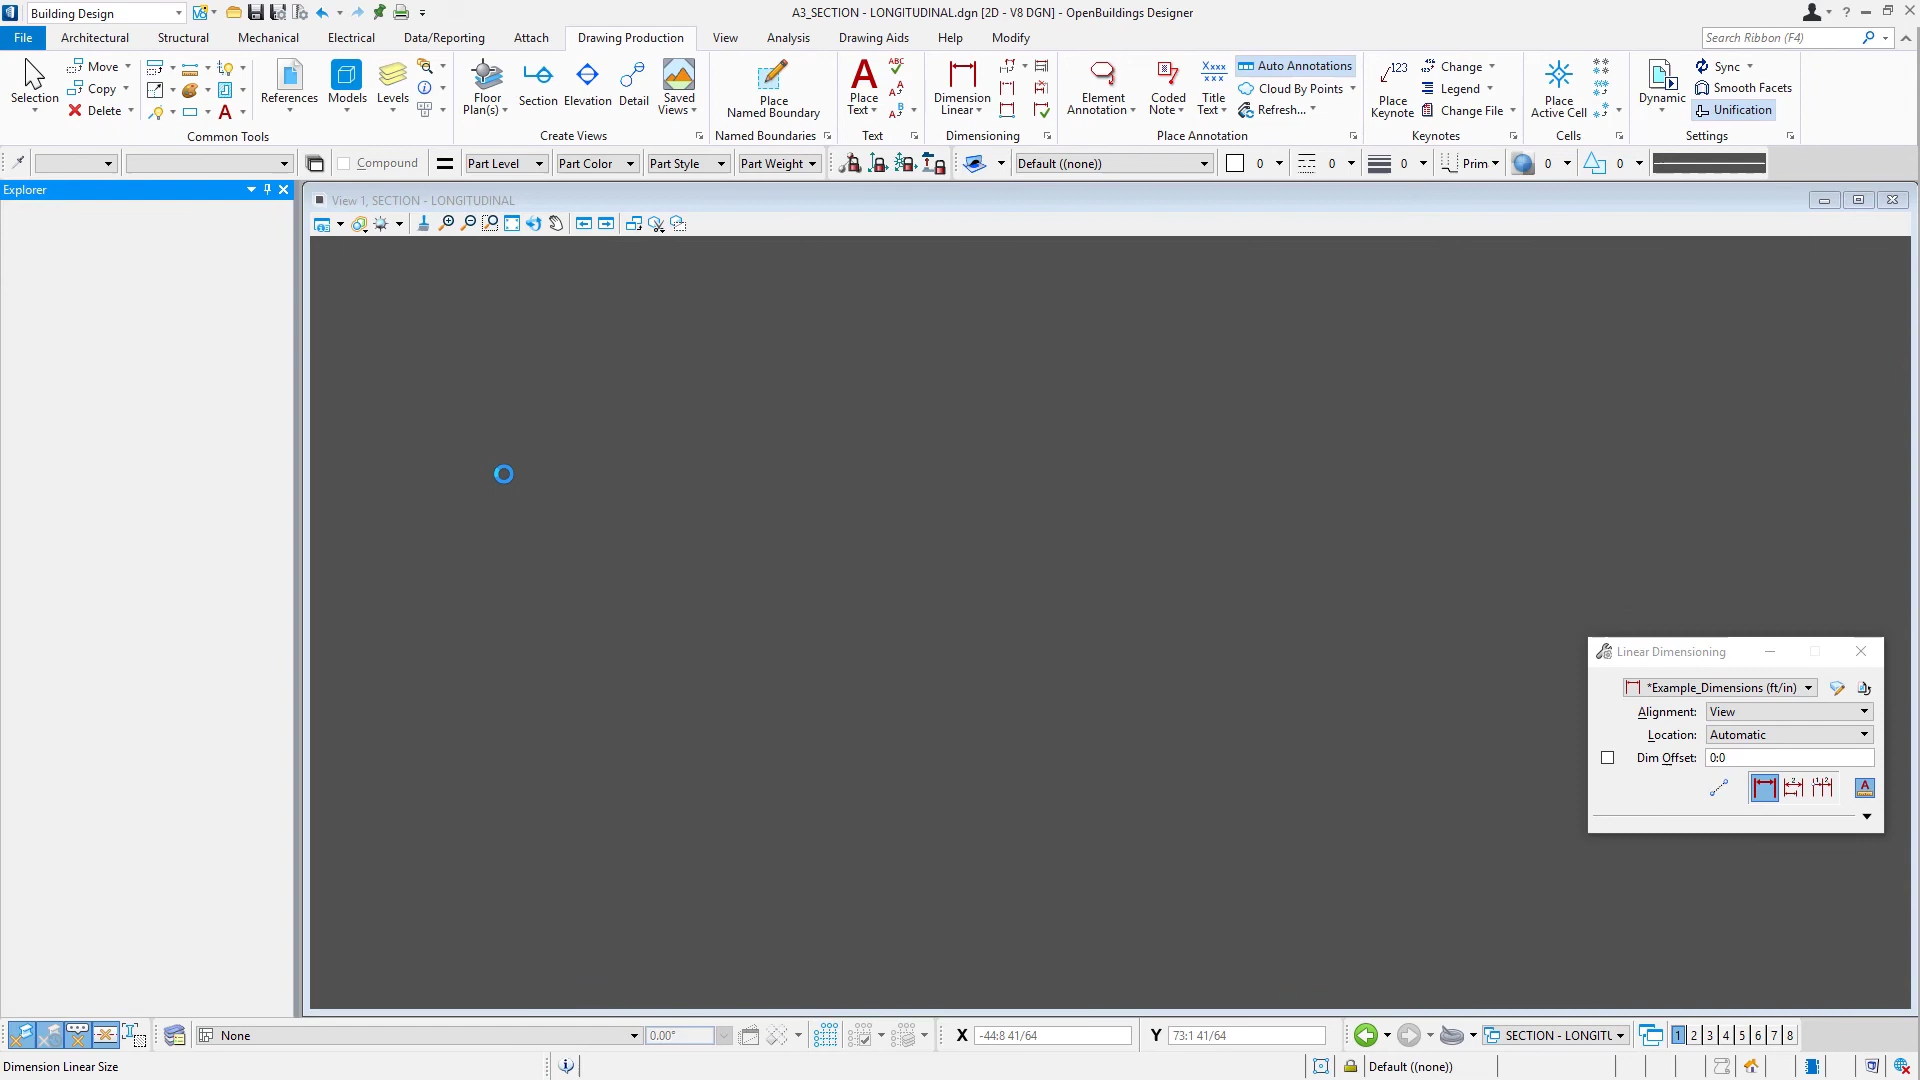 Building Design
A3_SECTION - LONGITUDINAL.dgn [2D - V8 DGN] - OpenBuildings Designer
File Architectural Structural Mechanical Electrical Data/Reporting Attach Drawing Production View Analysis Drawing Aids Help Modify Search Ribbon (F4)
Selection Move Copy Delete References Models Levels
Common Tools
Floor Plan(s) Section Elevation Detail Saved Views
Create Views
Place Named Boundary
Named Boundaries
Place Text
Text
Dimension Linear
Dimensioning
Element Annotation Coded Note Title Text Auto Annotations Cloud By Points Refresh...
Place Annotation
Place Keynote Change Legend Change File
Keynotes
Place Active Cell
Cells
Dynamic Sync Smooth Facets Unification
Settings
Compound Part Level Part Color Part Style Part Weight Default ((none)) 0 0 0 Prim 0 0
Explorer
View 1, SECTION - LONGITUDINAL
Linear Dimensioning
*Example_Dimensions (ft/in)
Alignment: View
Location: Automatic
Dim Offset: 0:0
None 0.00° X -44:8 41/64 Y 73:1 41/64 SECTION - LONGITU 1 2 3 4 5 6 7 8
Dimension Linear Size Default ((none))